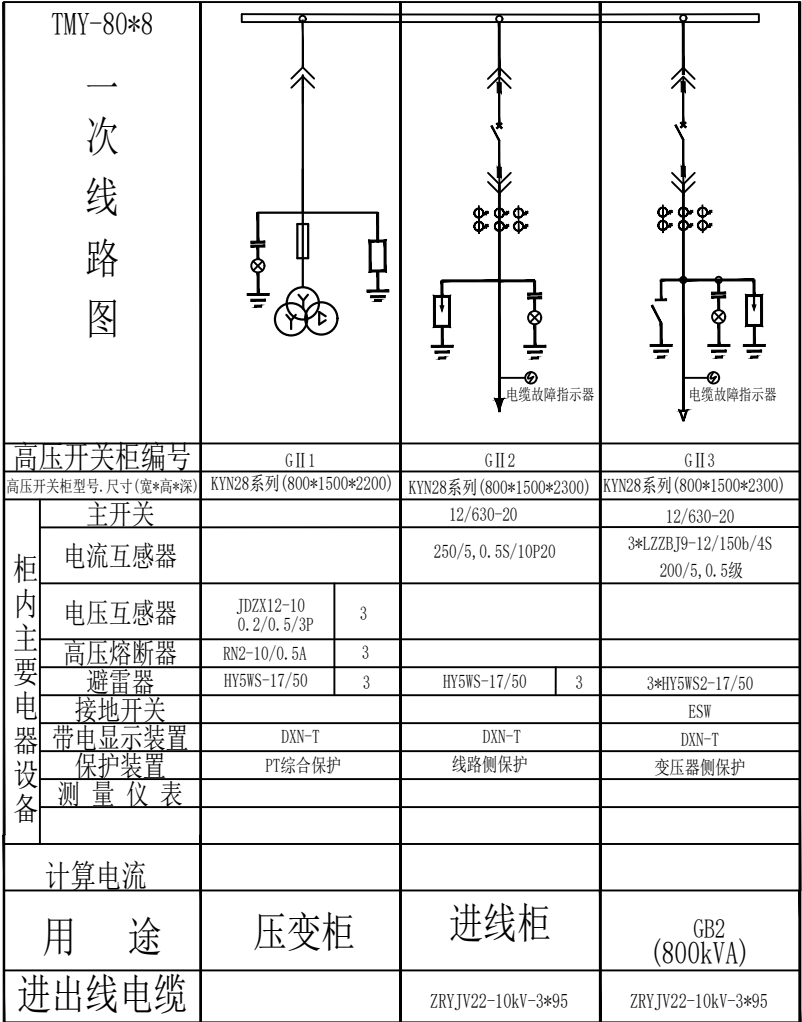 TMY-80*8
一次线路图
电缆故障指示器
电缆故障指示器
高压开关柜编号 GⅡ1 GⅡ2 GⅡ3
高压开关柜型号.尺寸(宽*高*深) KYN28系列(800*1500*2200) KYN28系列(800*1500*2300) KYN28系列(800*1500*2300)
柜内主要电器设备
主开关 12/630-20 12/630-20
电流互感器 250/5,0.5S/10P20 3*LZZBJ9-12/150b/4S
200/5,0.5级
电压互感器 JDZX12-10 3
0.2/0.5/3P
高压熔断器 RN2-10/0.5A 3
避雷器 HY5WS-17/50 3 HY5WS-17/50 3 3*HY5WS2-17/50
接地开关 ESW
带电显示装置 DXN-T DXN-T DXN-T
保护装置 PT综合保护 线路侧保护 变压器侧保护
测量仪表
计算电流
用途 压变柜 进线柜 GB2
(800kVA)
进出线电缆 ZRYJV22-10kV-3*95 ZRYJV22-10kV-3*95